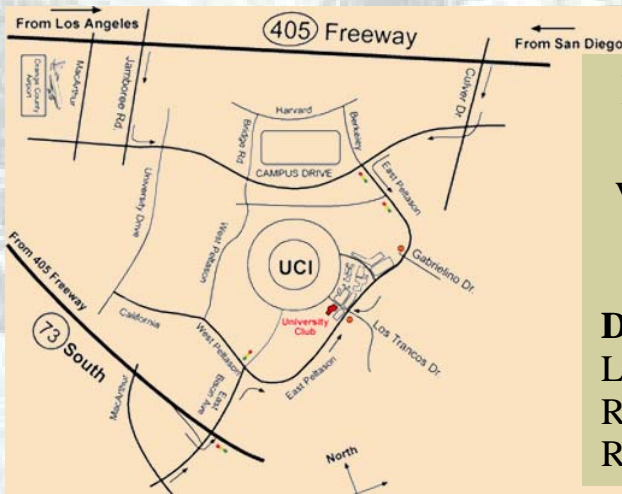 From Los Angeles
405 Freeway
From San Diego
Orange County
Airport
MacArthur
Jamboree Rd.
Culver Dr.
Harvard
Bridge Rd
Berkeley
CAMPUS DRIVE
University Drive
West Peltason
East Peltason
Gabrielino Dr.
UCI
From 405 Freeway
73 South
California
West Peltason
University
Club
Los Trancos Dr.
East Peltason
MacArthur
East
Bison Ave
North
V
D
L
R
R